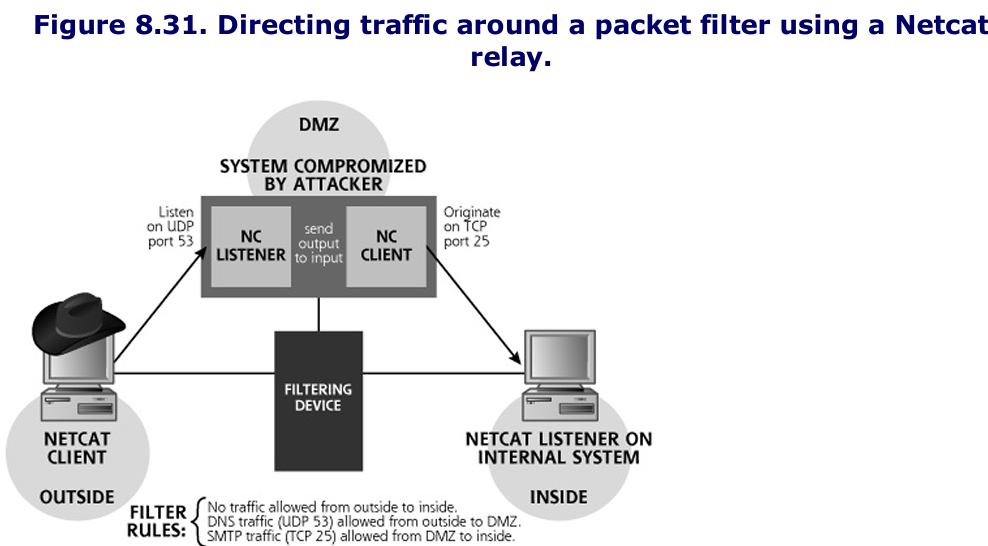 Figure 8.31. Directing traffic around a packet filter using a Netcat
relay.
DMZ
SYSTEM COMPROMIZED
BY ATTACKER
Listen
on UDP
port 53
NC
LISTENER
send
output
to input
NC
CLIENT
Originate
on TCP
port 25
FILTERING
DEVICE
NETCAT
CLIENT
OUTSIDE
NETCAT LISTENER ON
INTERNAL SYSTEM
INSIDE
FILTER
RULES:
No traffic allowed from outside to inside.
DNS traffic (UDP 53) allowed from outside to DMZ.
SMTP traffic (TCP 25) allowed from DMZ to inside.